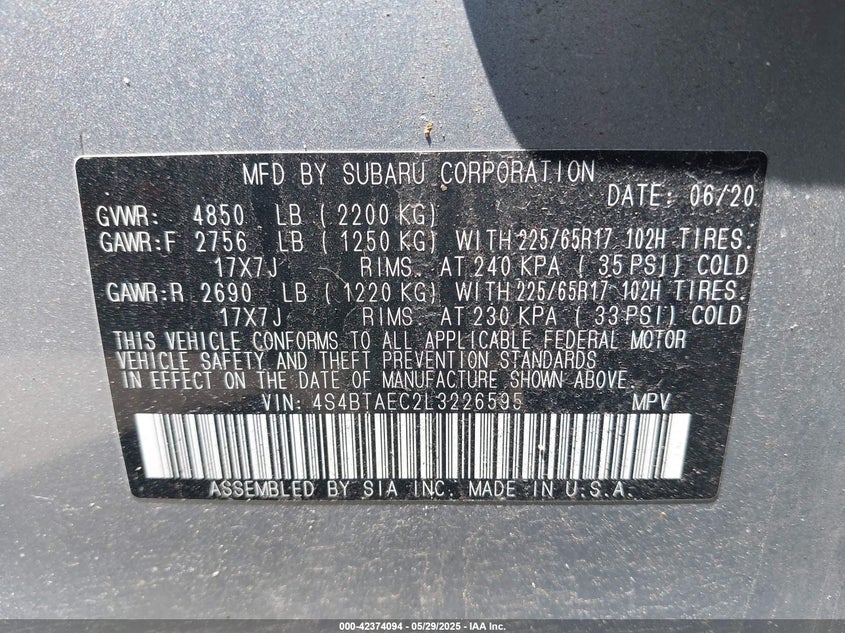 MFD BY SUBARU CORPORATION
DATE: 06/20
GVWR: 4850 LB ( 2200 KG)
GAWR:F 2756 LB ( 1250 KG) WITH 225/65R17 102H TIRES.
17X7J RIMS. AT 240 KPA ( 35 PSI) COLD
GAWR:R 2690 LB ( 1220 KG) WITH 225/65R17 102H TIRES.
17X7J RIMS. AT 230 KPA ( 33 PSI) COLD
THIS VEHICLE CONFORMS TO ALL APPLICABLE FEDERAL MOTOR
VEHICLE SAFETY AND THEFT PREVENTION STANDARDS
IN EFFECT ON THE DATE OF MANUFACTURE SHOWN ABOVE.
VIN: 4S4BTAEC2L3226595 MPV
ASSEMBLED BY SIA INC. MADE IN U.S.A.
000-42374094 - 05/29/2025 - IAA Inc.